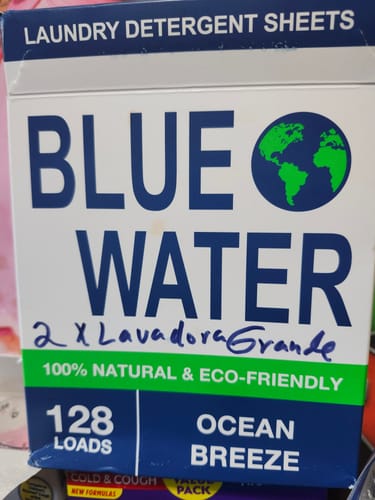 LAUNDRY DETERGENT SHEETS
BLUE
WATER
2 x Lavadora Grande
100% NATURAL & ECO-FRIENDLY
128
LOADS
OCEAN
BREEZE
COLD & COUGH
NEW FORMULAS
VALUE
PACK